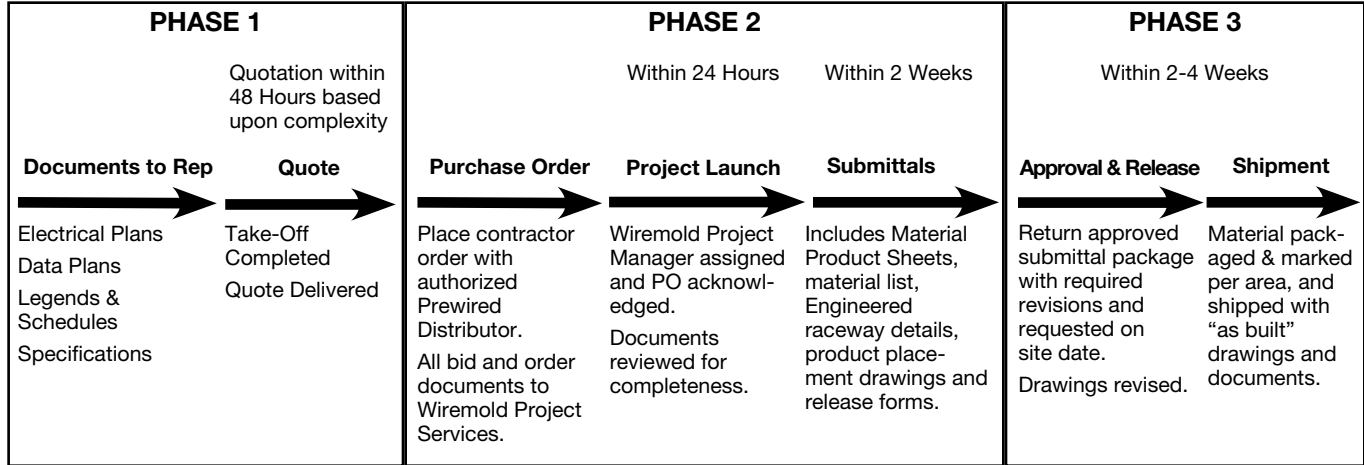 PHASE 1
Quotation within
48 Hours based
upon complexity
Documents to Rep
Quote
Electrical Plans
Data Plans
Legends &
Schedules
Specifications
Take-Off
Completed
Quote Delivered
PHASE 2
Within 24 Hours
Within 2 Weeks
Purchase Order
Project Launch
Submittals
Place contractor
order with
authorized
Prewired
Distributor.
All bid and order
documents to
Wiremold Project
Services.
Wiremold Project
Manager assigned
and PO acknowl-
edged.
Documents
reviewed for
completeness.
Includes Material
Product Sheets,
material list,
Engineered
raceway details,
product place-
ment drawings and
release forms.
PHASE 3
Within 2-4 Weeks
Approval & Release
Shipment
Return approved
submittal package
with required
revisions and
requested on
site date.
Drawings revised.
Material pack-
aged & marked
per area, and
shipped with
“as built”
drawings and
documents.